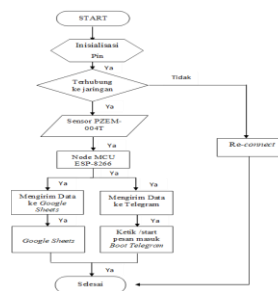 START
Inisialisasi
Pin
Ya
Terhubung
ke jaringan
Tidak
Ya
Sensor PZEM-
004T
Ya
Node MCU
ESP-8266
Re-connect
Ya
Ya
Mengirim Data
ke Google
Sheets
Mengirim Data
ke Telegram
Ya
Ya
Google Sheets
Ketik /start
pesan masuk
Boot Telegram
Ya
Selesai